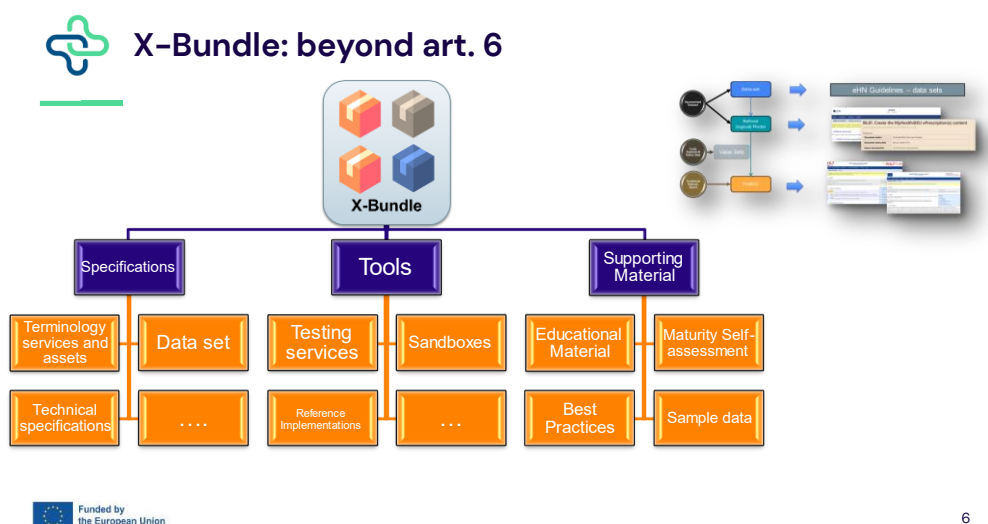 X-Bundle: beyond art. 6
eHN Guidelines – data sets
Value Sets
X-Bundle
Specifications
Tools
Supporting
Material
Terminology
services and
assets
Data set
Testing
services
Sandboxes
Educational
Material
Maturity Self-
assessment
Technical
specifications
....
Reference
Implementations
...
Best
Practices
Sample data
Funded by
the European Union
6